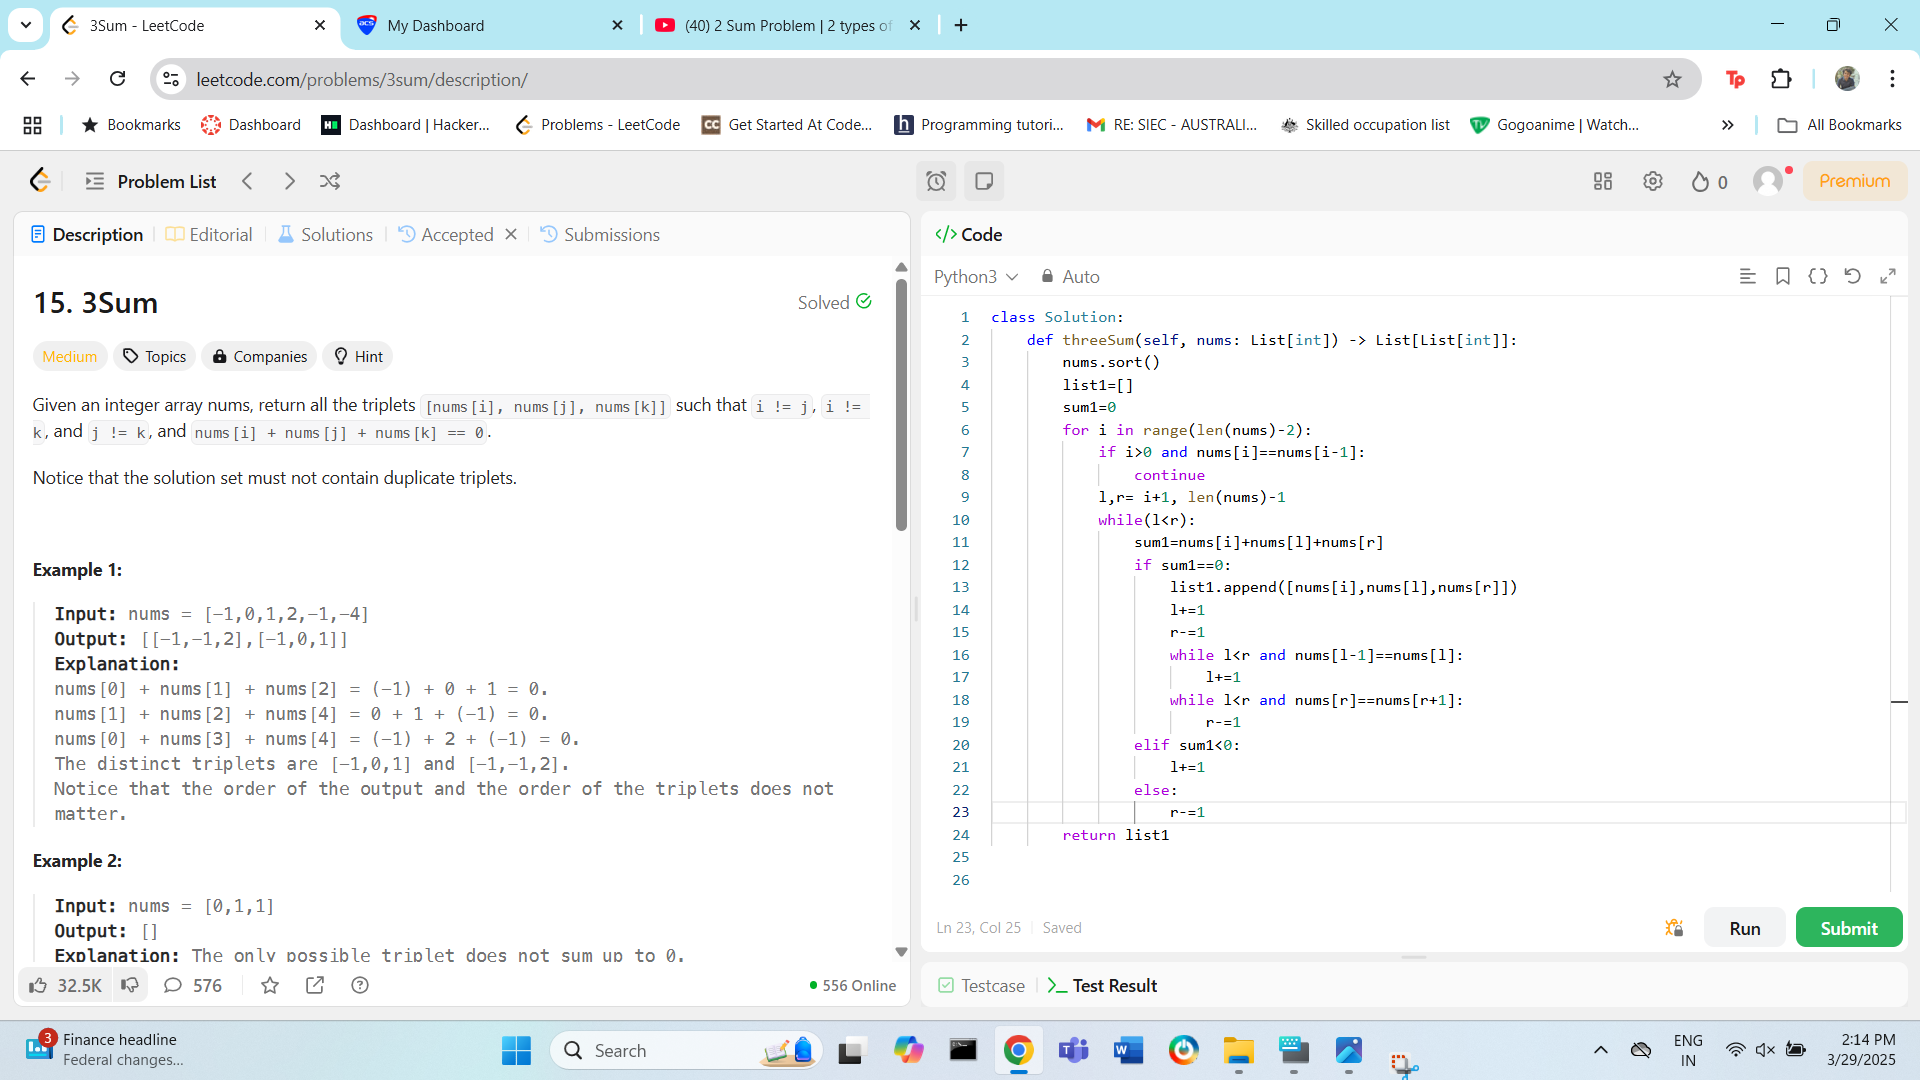 3Sum - LeetCode
My Dashboard
(40) 2 Sum Problem | 2 types of
leetcode.com/problems/3sum/description/
Bookmarks
Dashboard
Dashboard | Hacker...
Problems - LeetCode
Get Started At Code...
Programming tutori...
RE: SIEC - AUSTRALI...
Skilled occupation list
Gogoanime | Watch...
All Bookmarks
Problem List
0
Premium
Description
Editorial
Solutions
Accepted
Submissions
15. 3Sum
Solved
Medium
Topics
Companies
Hint
Given an integer array nums, return all the triplets [nums[i], nums[j], nums[k]] such that i != j, i !=
k, and j != k, and nums[i] + nums[j] + nums[k] == 0.
Notice that the solution set must not contain duplicate triplets.
Example 1:
Input: nums = [-1,0,1,2,-1,-4]
Output: [[-1,-1,2],[-1,0,1]]
Explanation:
nums[0] + nums[1] + nums[2] = (-1) + 0 + 1 = 0.
nums[1] + nums[2] + nums[4] = 0 + 1 + (-1) = 0.
nums[0] + nums[3] + nums[4] = (-1) + 2 + (-1) = 0.
The distinct triplets are [-1,0,1] and [-1,-1,2].
Notice that the order of the output and the order of the triplets does not
matter.
Example 2:
Input: nums = [0,1,1]
Output: []
Explanation: The only possible triplet does not sum up to 0.
32.5K
576
556 Online
</> Code
Python3
Auto
1 class Solution:
2 def threeSum(self, nums: List[int]) -> List[List[int]]:
3 nums.sort()
4 list1=[]
5 sum1=0
6 for i in range(len(nums)-2):
7 if i>0 and nums[i]==nums[i-1]:
8 continue
9 l,r= i+1, len(nums)-1
10 while(l<r):
11 sum1=nums[i]+nums[l]+nums[r]
12 if sum1==0:
13 list1.append([nums[i],nums[l],nums[r]])
14 l+=1
15 r-=1
16 while l<r and nums[l-1]==nums[l]:
17 l+=1
18 while l<r and nums[r]==nums[r+1]:
19 r-=1
20 elif sum1<0:
21 l+=1
22 else:
23 r-=1
24 return list1
25
26
Ln 23, Col 25
Saved
Run
Submit
Testcase
Test Result
3
Finance headline
Federal changes...
Search
ENG
IN
2:14 PM
3/29/2025